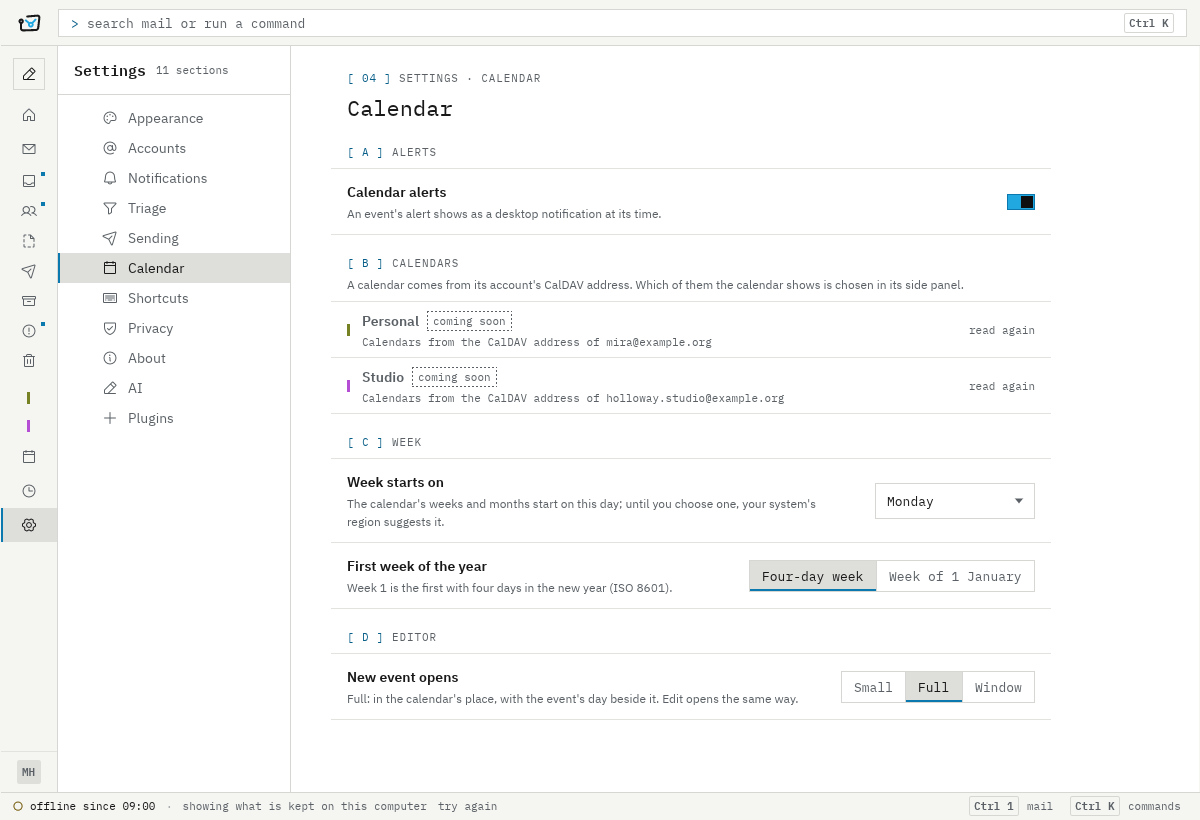 > search mail or run a command Ctrl K
Settings 11 sections
Appearance
Accounts
Notifications
Triage
Sending
Calendar
Shortcuts
Privacy
About
AI
Plugins
MH
[ 04 ] SETTINGS · CALENDAR
Calendar
[ A ] ALERTS
Calendar alerts
An event's alert shows as a desktop notification at its time.
[ B ] CALENDARS
A calendar comes from its account's CalDAV address. Which of them the calendar shows is chosen in its side panel.
Personal coming soon
Calendars from the CalDAV address of mira@example.org
read again
Studio coming soon
Calendars from the CalDAV address of holloway.studio@example.org
read again
[ C ] WEEK
Week starts on
The calendar's weeks and months start on this day; until you choose one, your system's
region suggests it.
Monday
First week of the year
Week 1 is the first with four days in the new year (ISO 8601).
Four-day week Week of 1 January
[ D ] EDITOR
New event opens
Full: in the calendar's place, with the event's day beside it. Edit opens the same way.
Small Full Window
offline since 09:00 · showing what is kept on this computer try again
Ctrl 1 mail Ctrl K commands